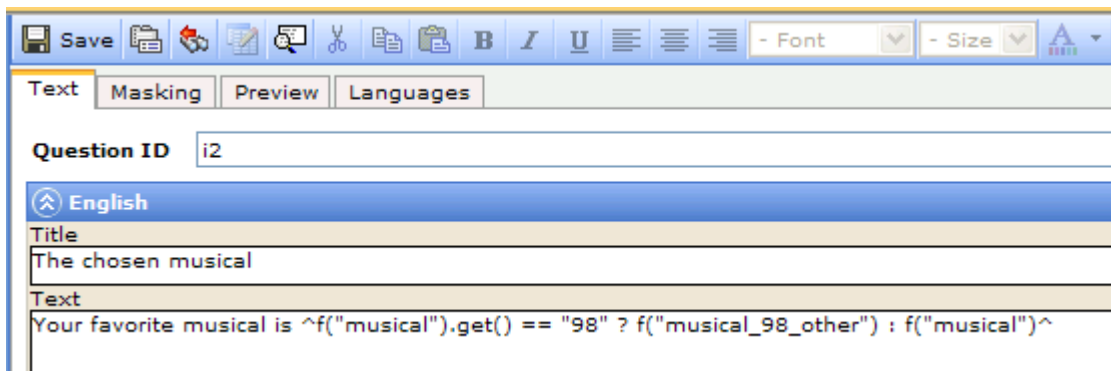 Save B I U - Font - Size A
Text Masking Preview Languages
Question ID i2
English
Title
The chosen musical
Text
Your favorite musical is ^f("musical").get() == "98" ? f("musical_98_other") : f("musical")^